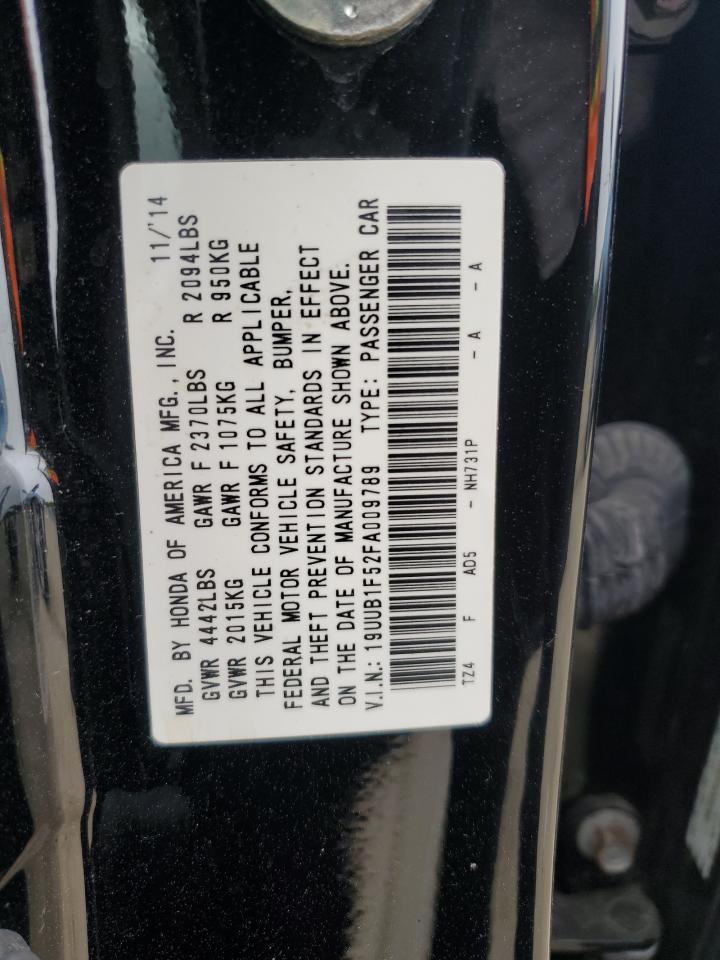 MFD. BY HONDA OF AMERICA MFG., INC. 11/'14
GVWR 4442LBS GAWR F 2370LBS R 2094LBS
GVWR 2015KG GAWR F 1075KG R 950KG
THIS VEHICLE CONFORMS TO ALL APPLICABLE
FEDERAL MOTOR VEHICLE SAFETY, BUMPER,
AND THEFT PREVENTION STANDARDS IN EFFECT
ON THE DATE OF MANUFACTURE SHOWN ABOVE.
V.I.N.: 19UUB1F52FA009789 TYPE: PASSENGER CAR
TZ4 F AD5 - NH731P - A - A